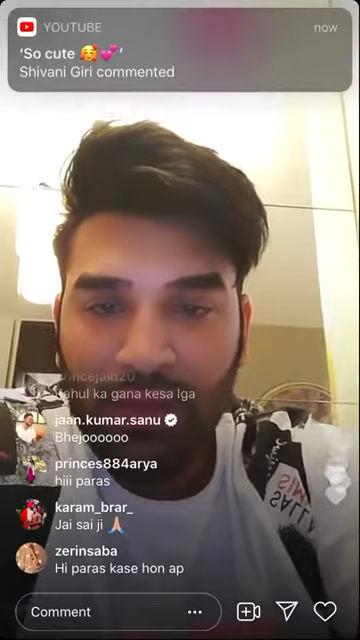 YOUTUBE
now
‘So cute 🥰💕’
Shivani Giri commented
rahul ka gana kesa lga
jaan.kumar.sanu
Bhejoooooo
princes884arya
hiii paras
karam_brar_
Jai sai ji 🙏🏼
zerinsaba
Hi paras kase hon ap
Comment